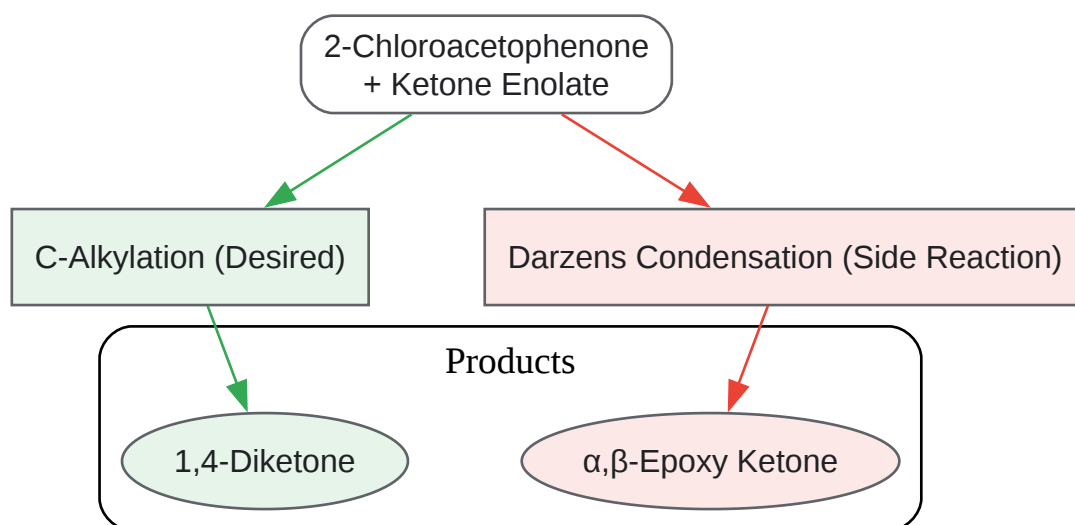 2-Chloroacetophenone
+ Ketone Enolate
C-Alkylation (Desired)
Darzens Condensation (Side Reaction)
Products
1,4-Diketone
α,β-Epoxy Ketone